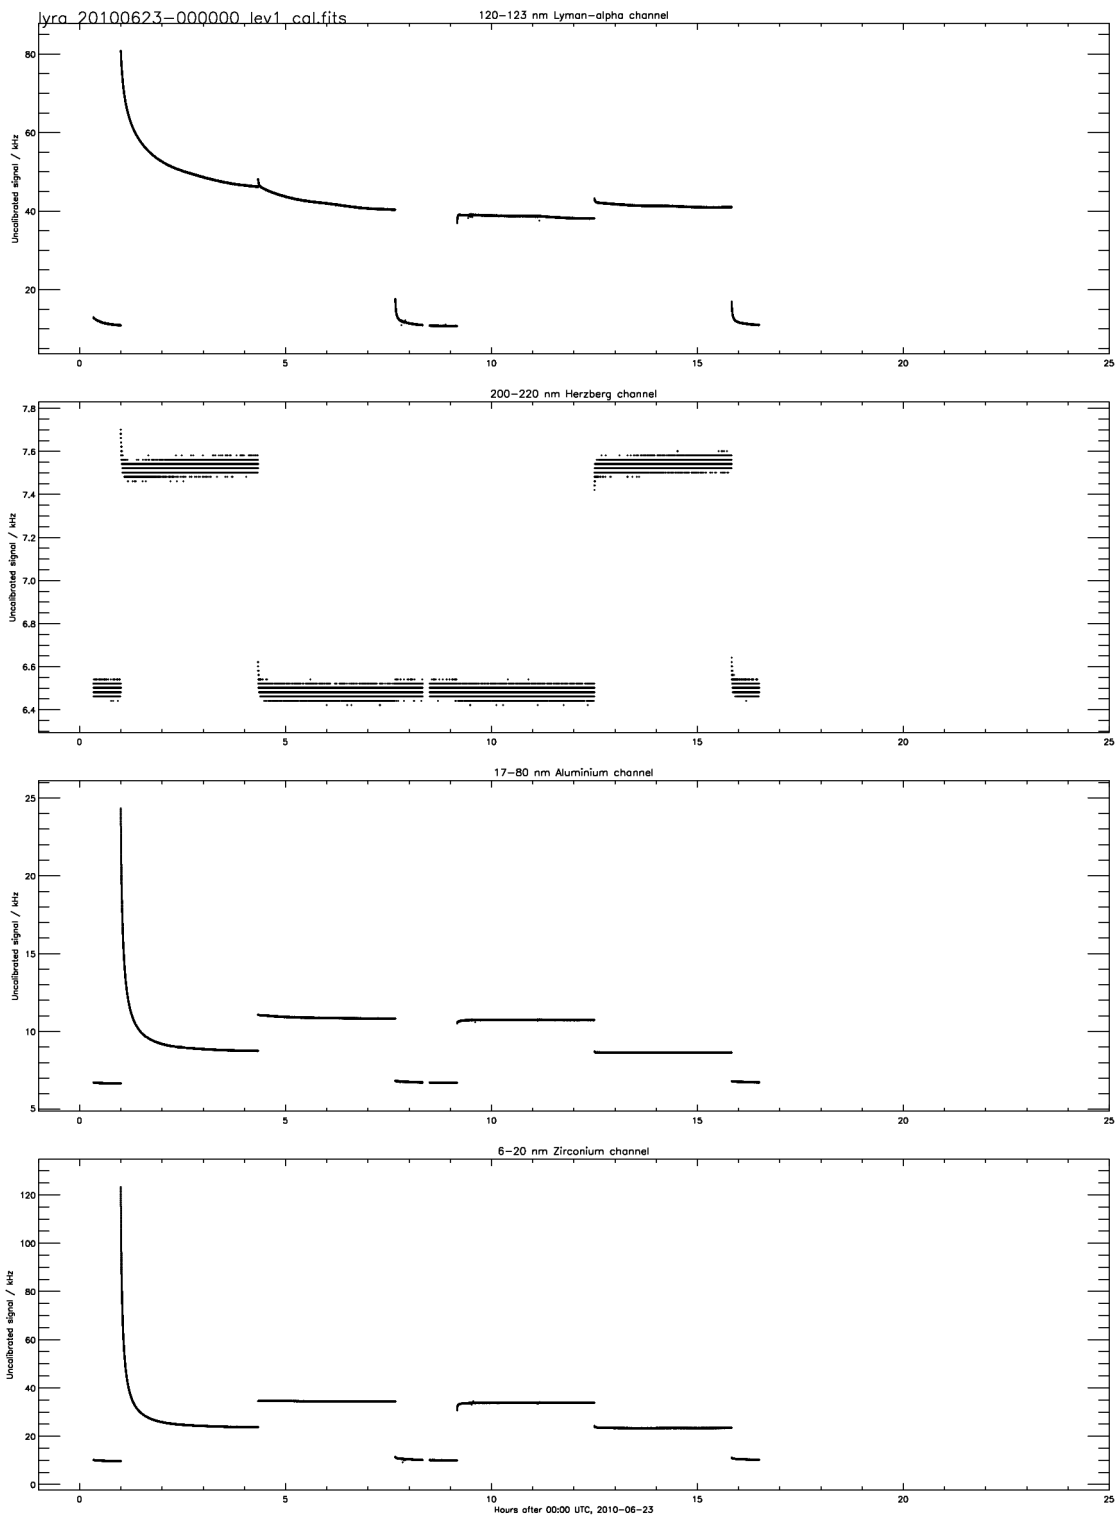 lyra_20100623-000000_lev1_cal.fits
120-123 nm Lyman-alpha channel
Uncalibrated signal / kHz
80
60
40
20
0 5 10 15 20 25
200-220 nm Herzberg channel
Uncalibrated signal / kHz
7.8
7.6
7.4
7.2
7.0
6.8
6.6
6.4
0 5 10 15 20 25
17-80 nm Aluminium channel
Uncalibrated signal / kHz
25
20
15
10
5
0 5 10 15 20 25
6-20 nm Zirconium channel
Uncalibrated signal / kHz
120
100
80
60
40
20
0
0 5 10 15 20 25
Hours after 00:00 UTC, 2010-06-23